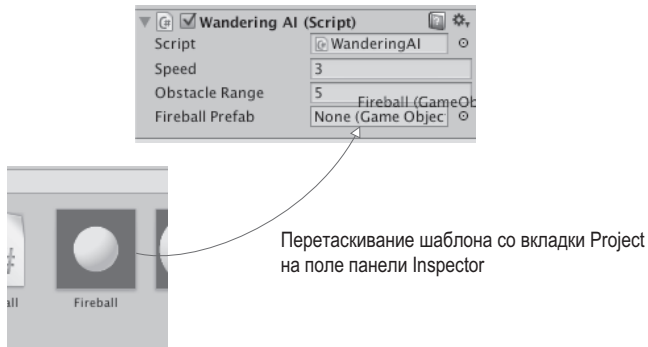 Wandering AI (Script)
Script WanderingAI
Speed 3
Obstacle Range 5
Fireball (GameOb
Fireball Prefab None (Game Objec
Перетаскивание шаблона со вкладки Project
на поле панели Inspector
#
all Fireball